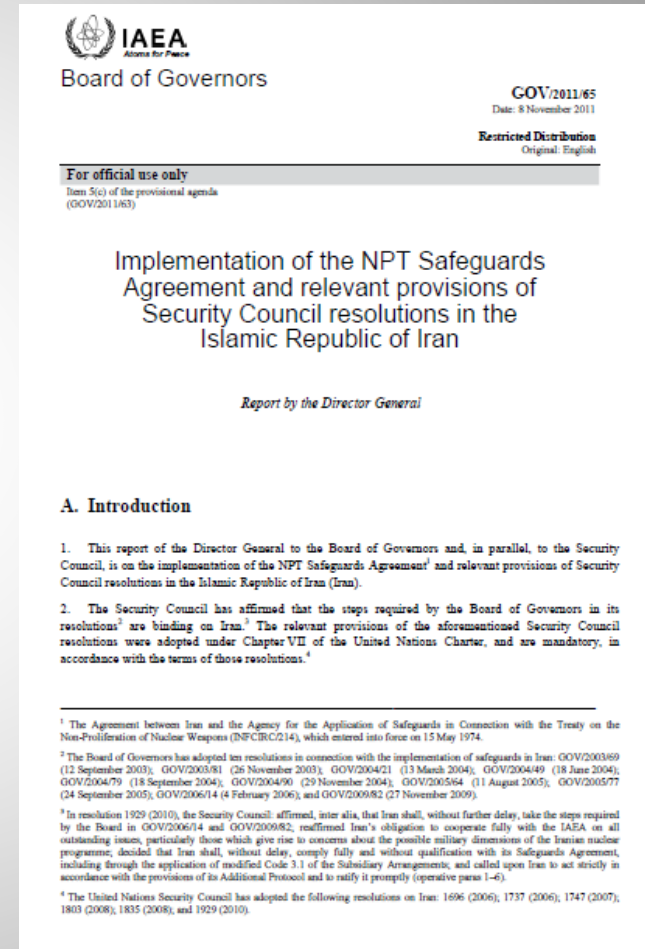 IAEA
Atoms for Peace
Board of Governors
GOV/2011/65
Date: 8 November 2011
Restricted Distribution
Original: English
For official use only
Item 5(c) of the provisional agenda
(GOV/2011/63)
Implementation of the NPT Safeguards
Agreement and relevant provisions of
Security Council resolutions in the
Islamic Republic of Iran
Report by the Director General
A. Introduction
1. This report of the Director General to the Board of Governors and, in parallel, to the Security
Council, is on the implementation of the NPT Safeguards Agreement¹ and relevant provisions of Security
Council resolutions in the Islamic Republic of Iran (Iran).
2. The Security Council has affirmed that the steps required by the Board of Governors in its
resolutions² are binding on Iran.³ The relevant provisions of the aforementioned Security Council
resolutions were adopted under Chapter VII of the United Nations Charter, and are mandatory, in
accordance with the terms of those resolutions.⁴
¹ The Agreement between Iran and the Agency for the Application of Safeguards in Connection with the Treaty on the
Non-Proliferation of Nuclear Weapons (INFCIRC/214), which entered into force on 15 May 1974.
² The Board of Governors has adopted ten resolutions in connection with the implementation of safeguards in Iran: GOV/2003/69
(12 September 2003); GOV/2003/81 (26 November 2003); GOV/2004/21 (13 March 2004); GOV/2004/49 (18 June 2004);
GOV/2004/79 (18 September 2004); GOV/2004/90 (29 November 2004); GOV/2005/64 (11 August 2005); GOV/2005/77
(24 September 2005); GOV/2006/14 (4 February 2006); and GOV/2009/82 (27 November 2009).
³ In resolution 1929 (2010), the Security Council: affirmed, inter alia, that Iran shall, without further delay, take the steps required
by the Board in GOV/2006/14 and GOV/2009/82; reaffirmed Iran's obligation to cooperate fully with the IAEA on all
outstanding issues, particularly those which give rise to concerns about the possible military dimensions of the Iranian nuclear
programme; decided that Iran shall, without delay, comply fully and without qualification with its Safeguards Agreement,
including through the application of modified Code 3.1 of the Subsidiary Arrangements; and called upon Iran to act strictly in
accordance with the provisions of its Additional Protocol and to ratify it promptly (operative paras 1–6).
⁴ The United Nations Security Council has adopted the following resolutions on Iran: 1696 (2006); 1737 (2006); 1747 (2007);
1803 (2008); 1835 (2008); and 1929 (2010).